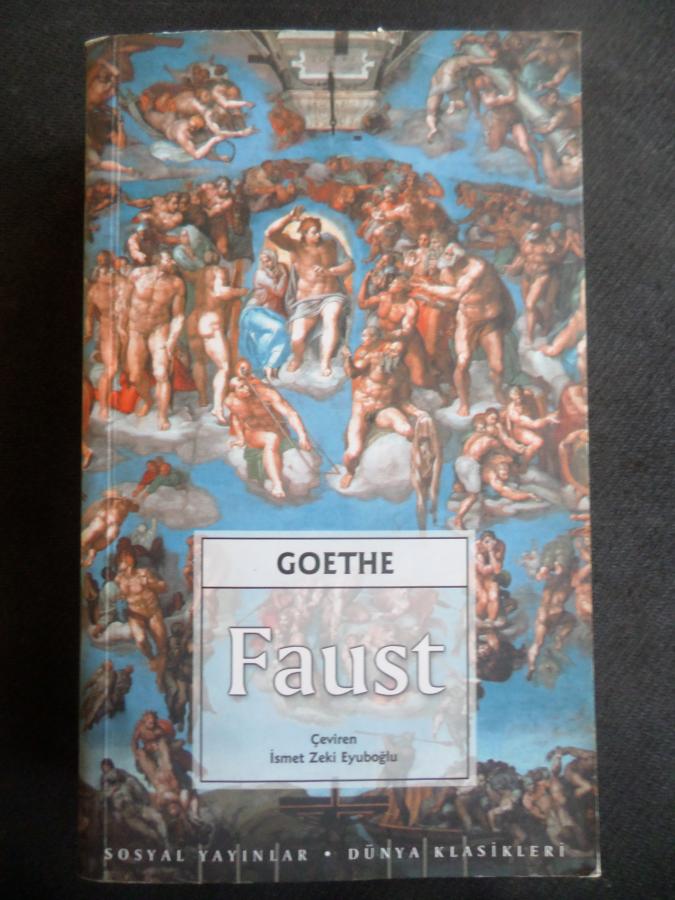 GOETHE
Faust
Çeviren
İsmet Zeki Eyuboğlu
SOSYAL YAYINLAR • DÜNYA KLASİKLERİ